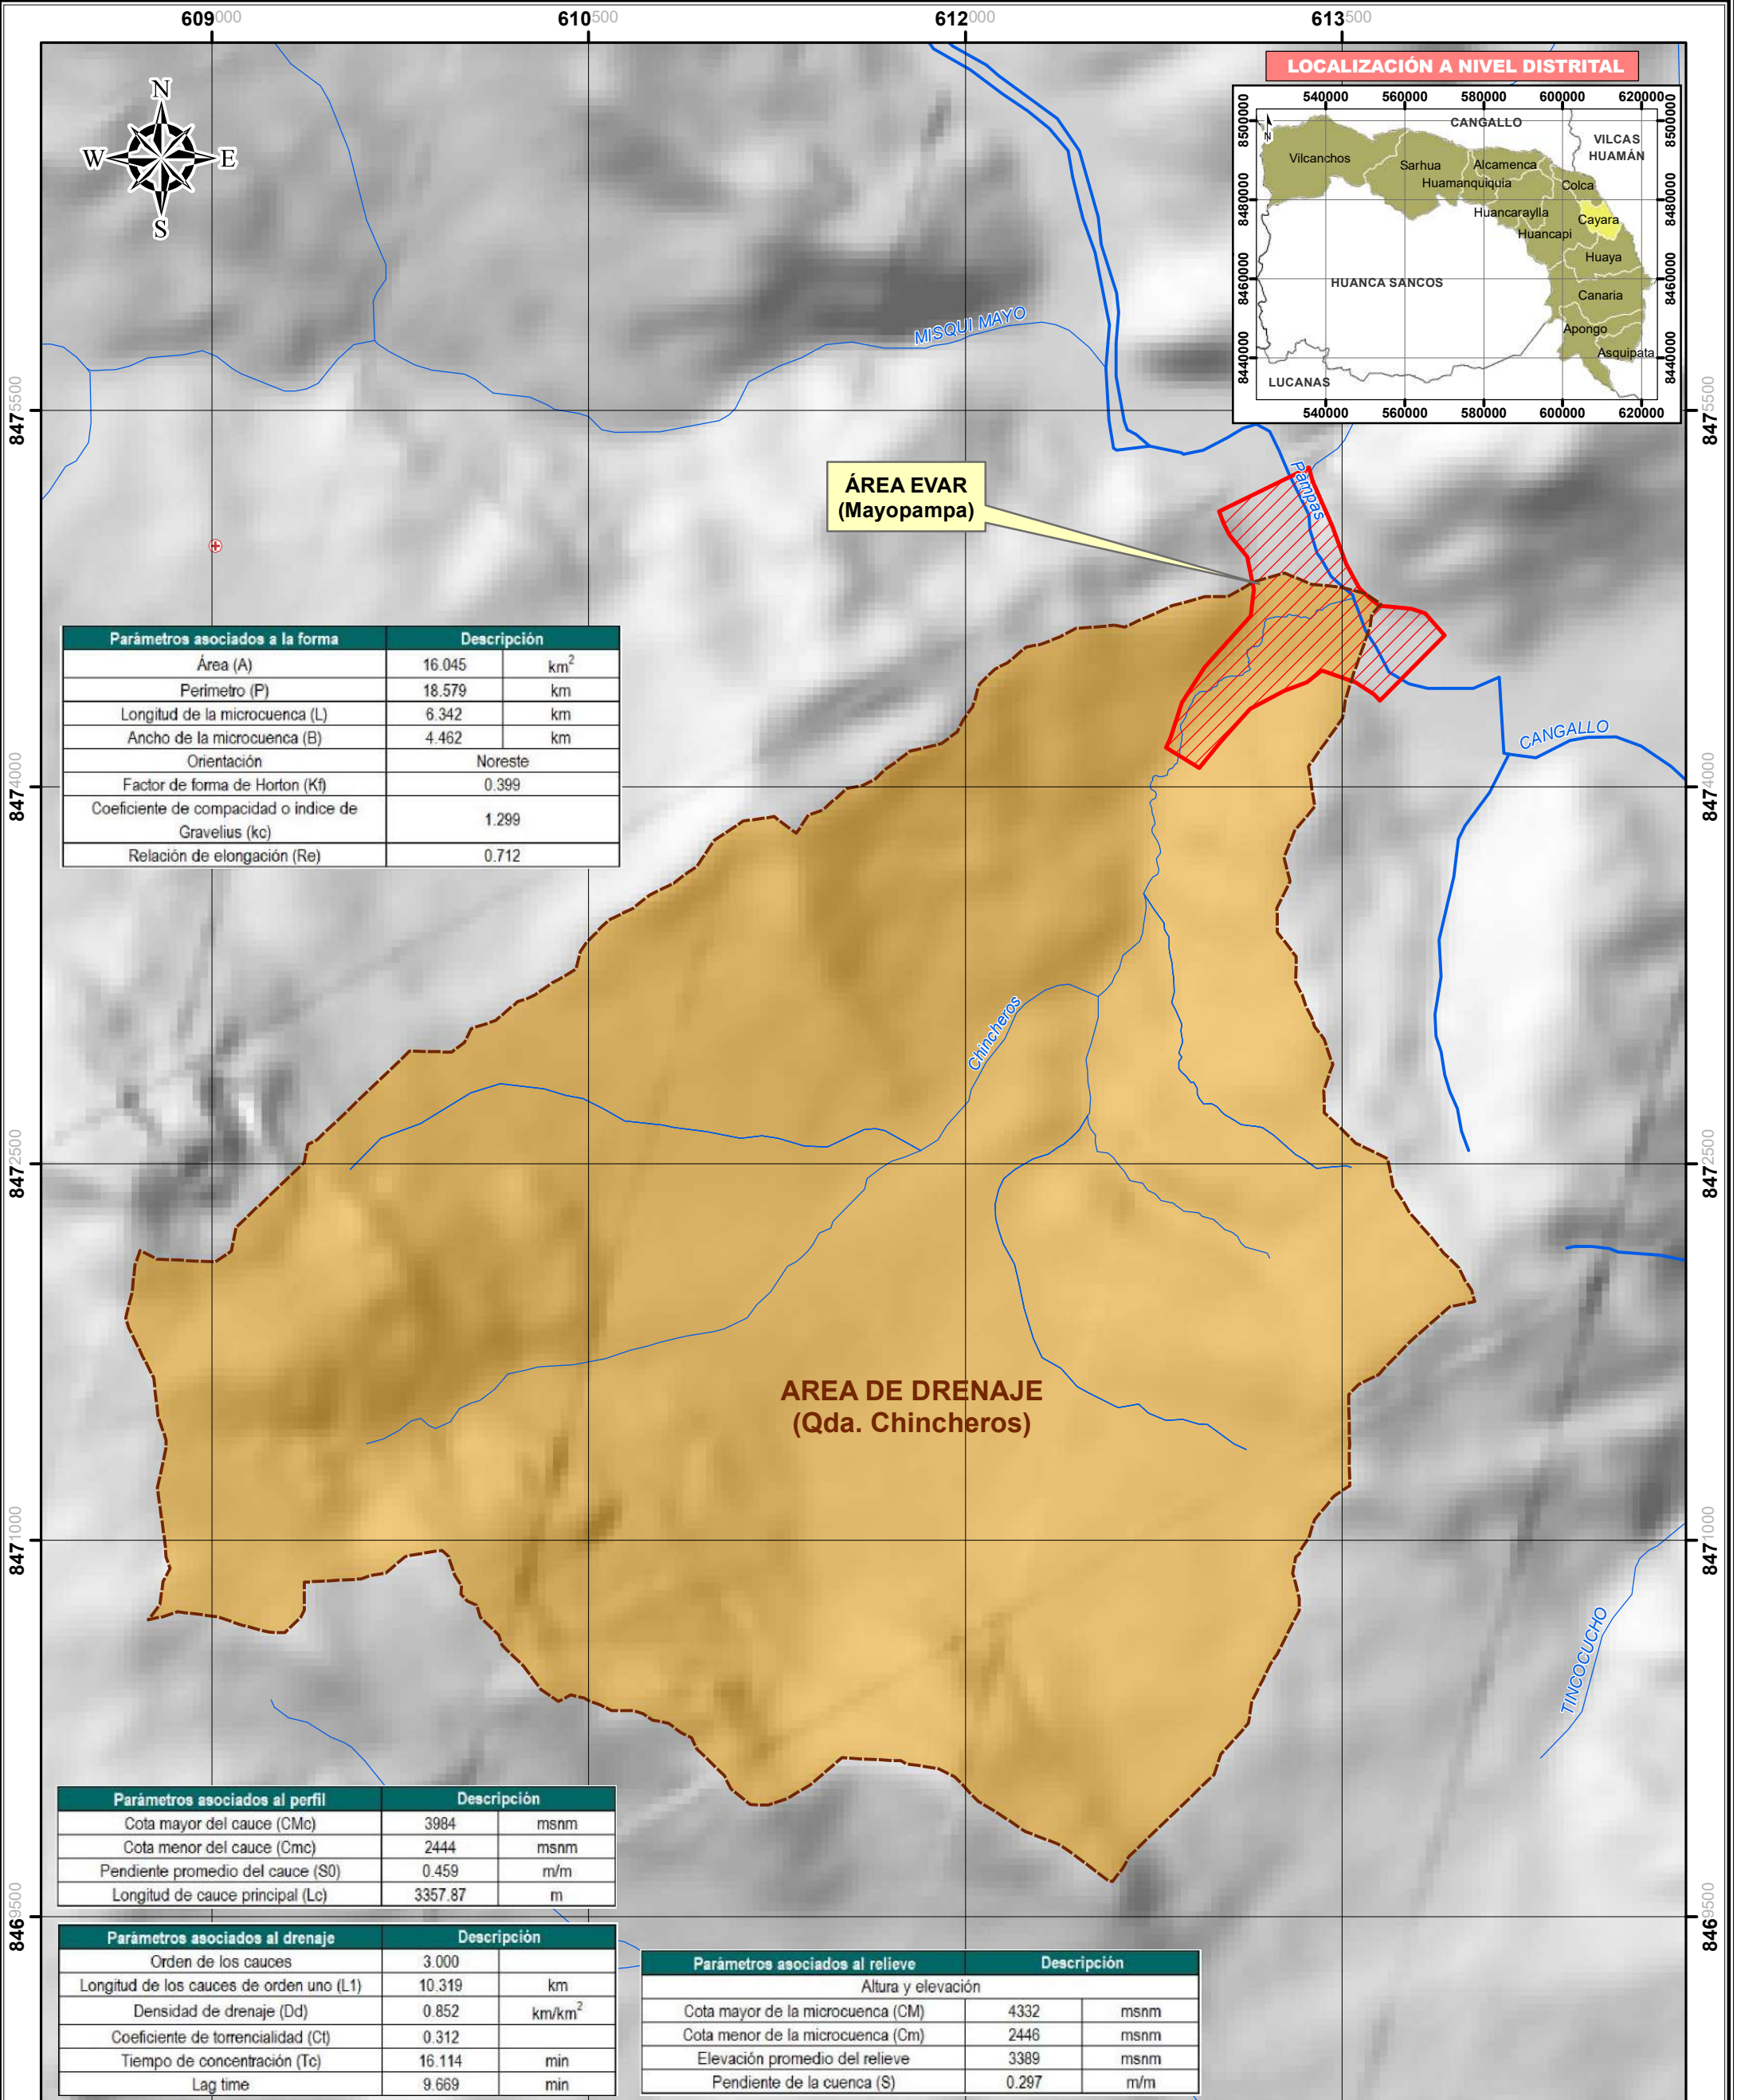 609000 610500 612000 613500
LOCALIZACIÓN A NIVEL DISTRITAL
540000 560000 580000 600000 620000
8500000 8500000
8480000 8480000
8460000 8460000
8440000 8440000
N
CANGALLO
VILCAS
HUAMÁN
Vilcanchos
Sarhua
Alcamenca
Huamanquiquia
Colca
Huancaraylla
Cayara
Huancapi
Huaya
HUANCA SANCOS
Canaria
Apongo
Asquipata
LUCANAS
540000 560000 580000 600000 620000
N
W E
S
MISQUI MAYO
8475500 8475500
ÁREA EVAR
(Mayopampa)
Pampas
Parámetros asociados a la forma Descripción
Área (A) 16.045 km²
Perimetro (P) 18.579 km
Longitud de la microcuenca (L) 6.342 km
Ancho de la microcuenca (B) 4.462 km
Orientación Noreste
Factor de forma de Horton (Kf) 0.399
Coeficiente de compacidad o índice de
Gravelius (kc) 1.299
Relación de elongación (Re) 0.712
CANGALLO
8474000 8474000
Chincheros
8472500 8472500
AREA DE DRENAJE
(Qda. Chincheros)
8471000 8471000
TINCOCUCHO
Parámetros asociados al perfil Descripción
Cota mayor del cauce (CMc) 3984 msnm
Cota menor del cauce (Cmc) 2444 msnm
Pendiente promedio del cauce (S0) 0.459 m/m
Longitud de cauce principal (Lc) 3357.87 m
8469500 8469500
Parámetros asociados al drenaje Descripción
Orden de los cauces 3.000
Longitud de los cauces de orden uno (L1) 10.319 km
Densidad de drenaje (Dd) 0.852 km/km²
Coeficiente de torrencialidad (Ct) 0.312
Tiempo de concentración (Tc) 16.114 min
Lag time 9.669 min
Parámetros asociados al relieve Descripción
Altura y elevación
Cota mayor de la microcuenca (CM) 4332 msnm
Cota menor de la microcuenca (Cm) 2446 msnm
Elevación promedio del relieve 3389 msnm
Pendiente de la cuenca (S) 0.297 m/m